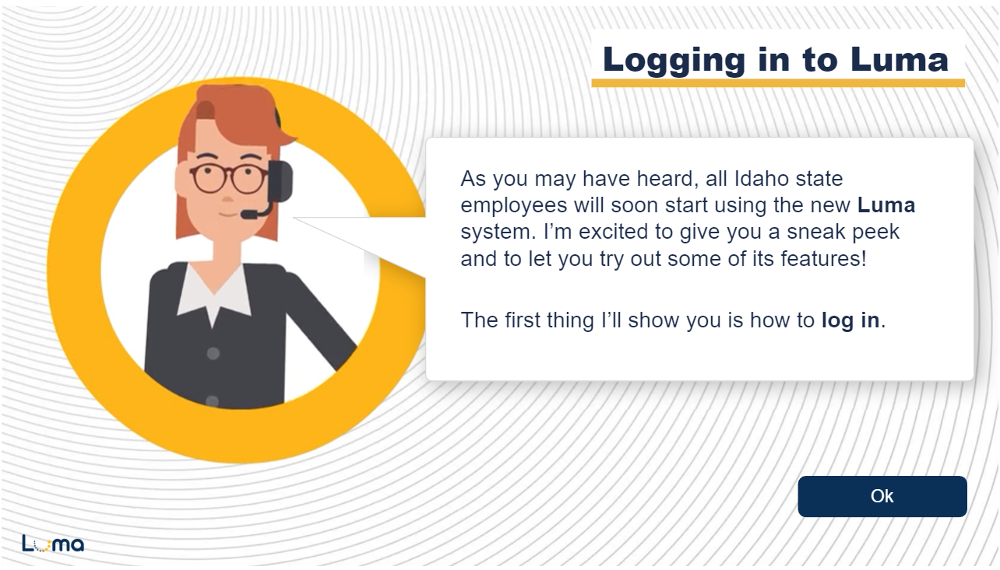 Logging in to Luma
As you may have heard, all Idaho state
employees will soon start using the new Luma
system. I’m excited to give you a sneak peek
and to let you try out some of its features!
The first thing I’ll show you is how to log in.
Ok
Luma